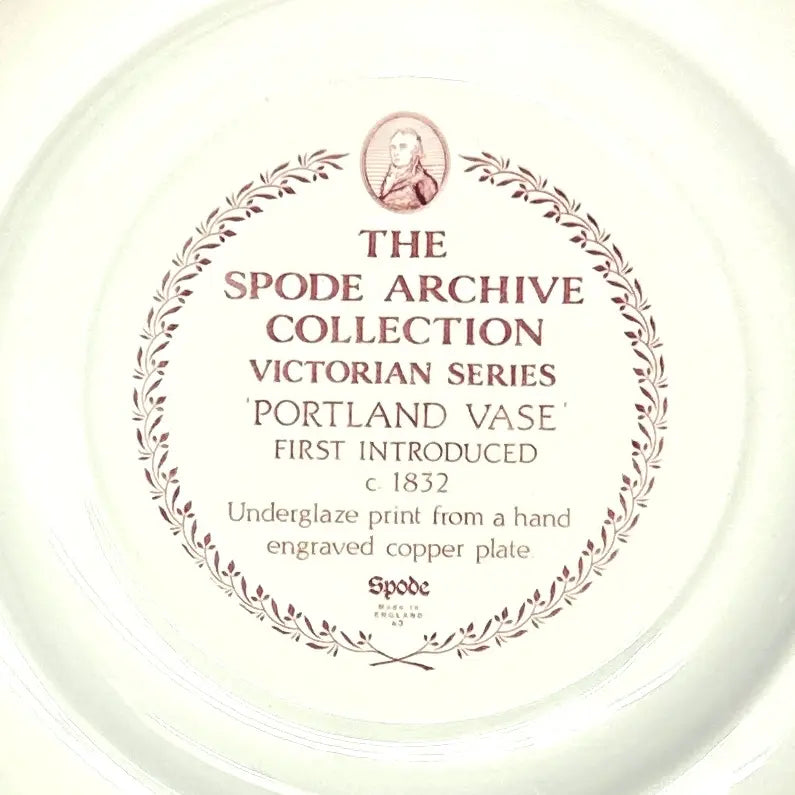 THE
SPODE ARCHIVE
COLLECTION
VICTORIAN SERIES
'PORTLAND VASE'
FIRST INTRODUCED
c. 1832
Underglaze print from a hand
engraved copper plate.
Spode
MADE IN
ENGLAND